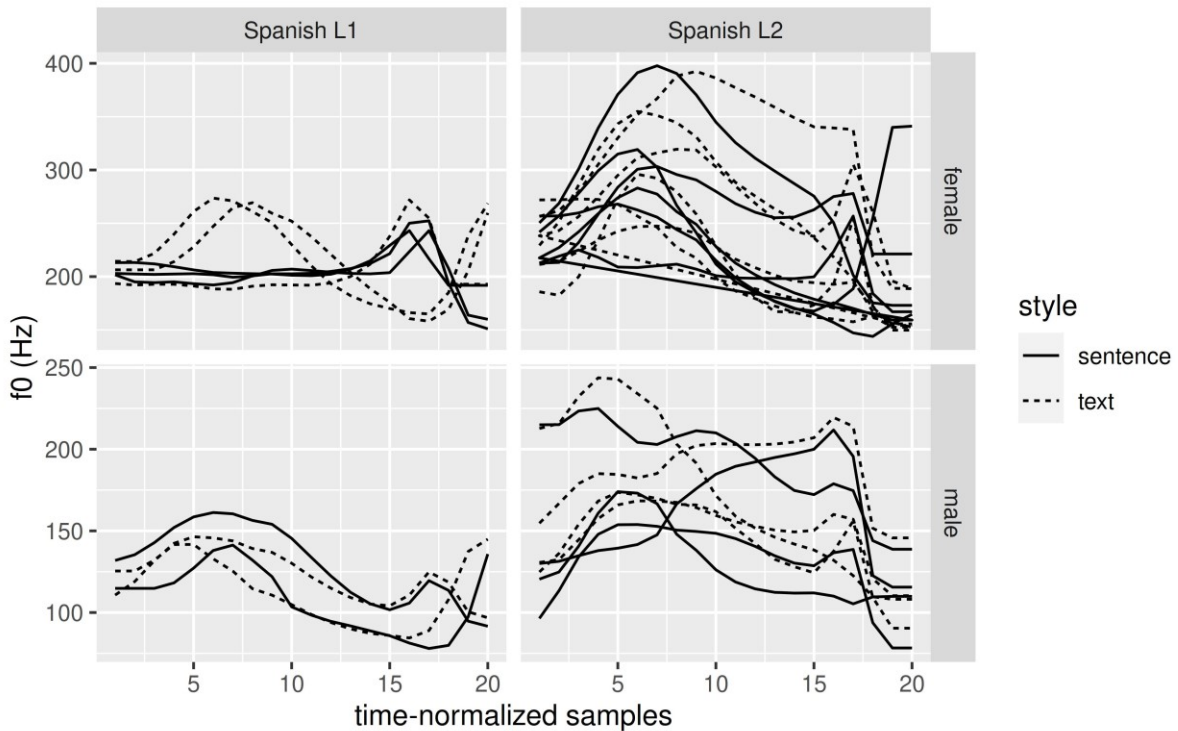 Spanish L1
Spanish L2
400
300
200
female
250
200
150
100
male
f0 (Hz)
5
10
15
20
5
10
15
20
time-normalized samples
style
sentence
text